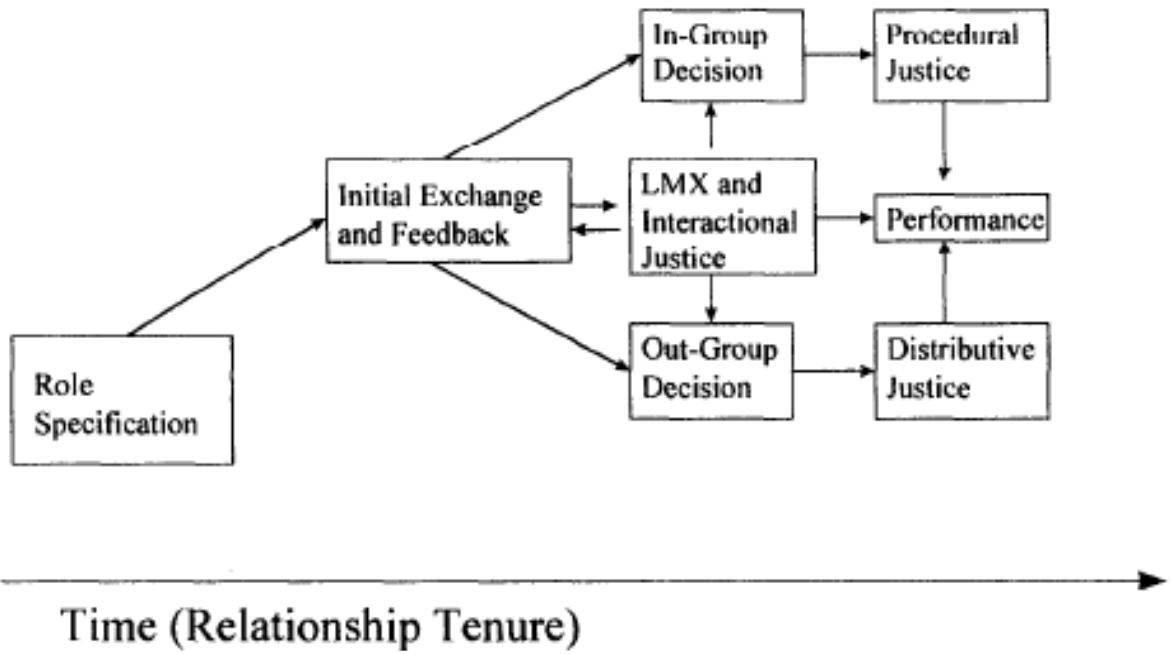 In-Group
Decision
Procedural
Justice
Initial Exchange
and Feedback
LMX and
Interactional
Justice
Performance
Role
Specification
Out-Group
Decision
Distributive
Justice
Time (Relationship Tenure)